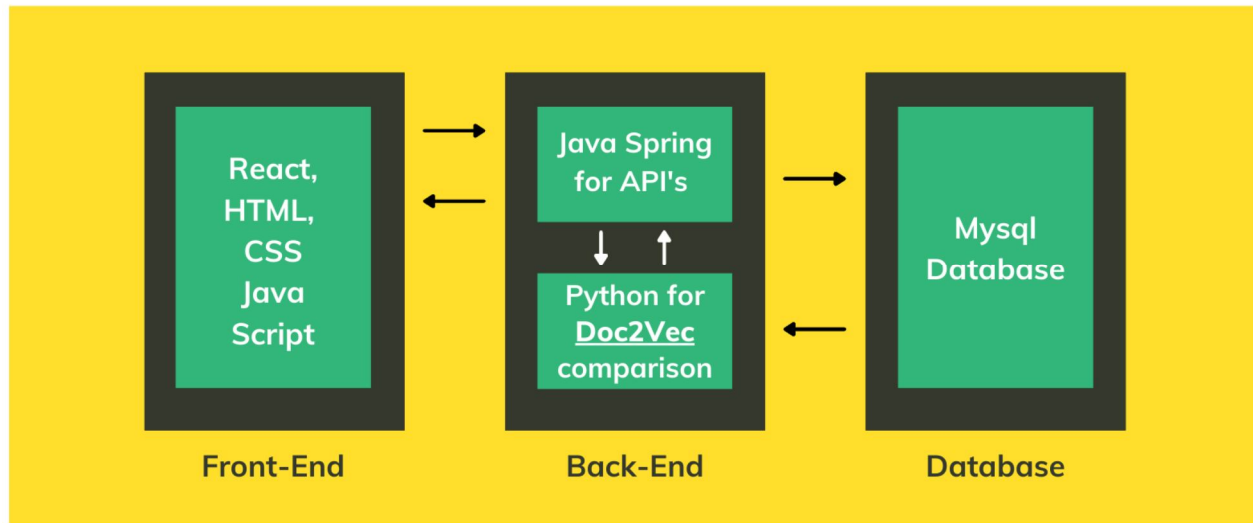 React,
HTML,
CSS
Java
Script
Front-End
Java Spring
for API's
Python for
Doc2Vec
comparison
Back-End
Mysql
Database
Database